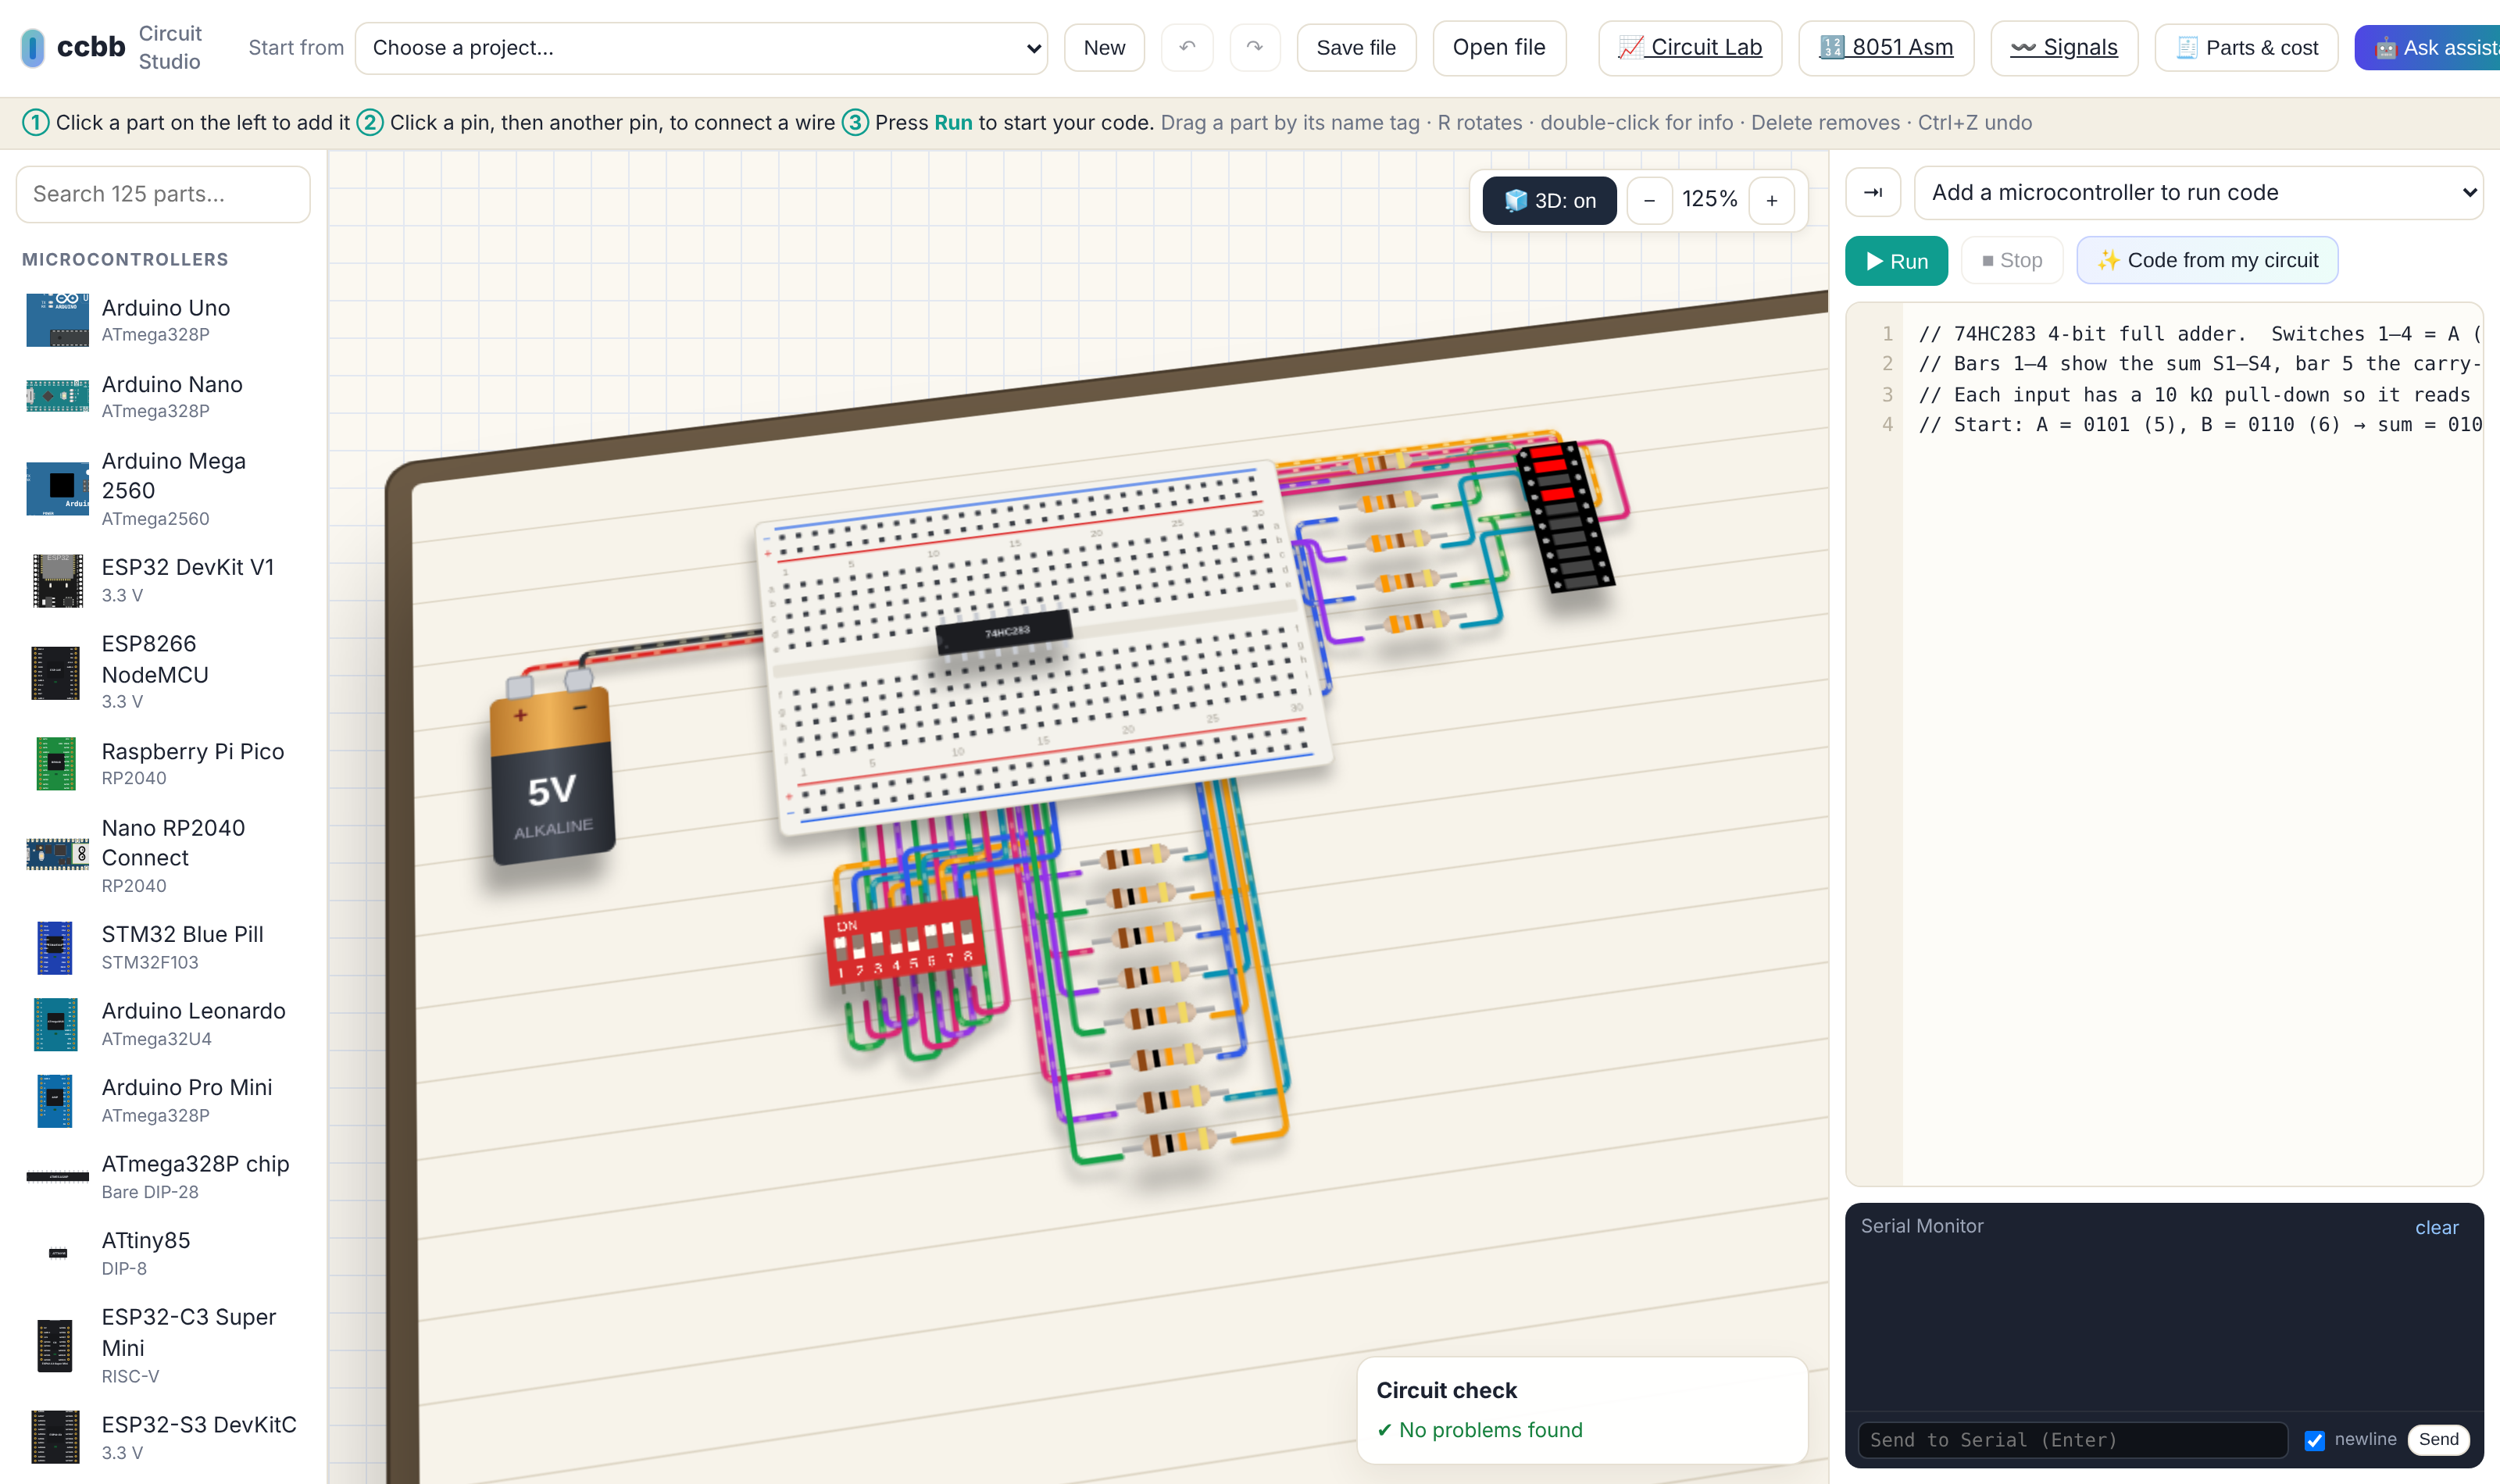 ccbb
Circuit
Studio
Start from
Choose a project...
New
Save file
Open file
Circuit Lab
8051 Asm
Signals
Parts & cost
Ask assist
1 Click a part on the left to add it 2 Click a pin, then another pin, to connect a wire 3 Press Run to start your code. Drag a part by its name tag · R rotates · double-click for info · Delete removes · Ctrl+Z undo
Search 125 parts...
MICROCONTROLLERS
Arduino Uno
ATmega328P
Arduino Nano
ATmega328P
Arduino Mega
2560
ATmega2560
ESP32 DevKit V1
3.3 V
ESP8266
NodeMCU
3.3 V
Raspberry Pi Pico
RP2040
Nano RP2040
Connect
RP2040
STM32 Blue Pill
STM32F103
Arduino Leonardo
ATmega32U4
Arduino Pro Mini
ATmega328P
ATmega328P chip
Bare DIP-28
ATtiny85
DIP-8
ESP32-C3 Super
Mini
RISC-V
ESP32-S3 DevKitC
3.3 V
3D: on
−
125%
+
74HC283
+ −
5V
ALKALINE
ON
1 2 3 4 5 6 7 8
Circuit check
✔ No problems found
Add a microcontroller to run code
▶ Run
■ Stop
✨ Code from my circuit
1 // 74HC283 4-bit full adder.  Switches 1–4 = A (
2 // Bars 1–4 show the sum S1–S4, bar 5 the carry-
3 // Each input has a 10 kΩ pull-down so it reads
4 // Start: A = 0101 (5), B = 0110 (6) → sum = 010
Serial Monitor
clear
Send to Serial (Enter)
newline
Send